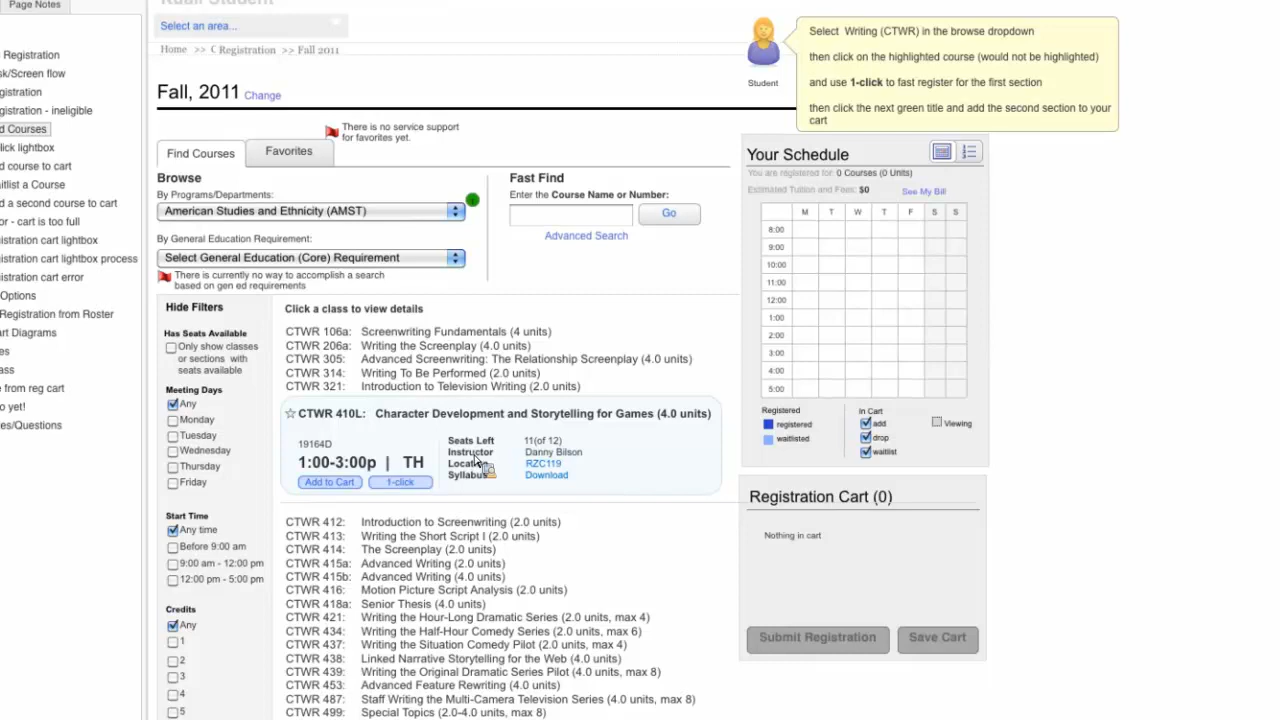 Page Notes
Registration
sk/Screen flow
gistration
gistration - ineligible
d Courses
lick lightbox
d course to cart
aitlist a Course
d a second course to cart
or - cart is too full
istration cart lightbox
istration cart lightbox process
istration cart error
Options
Registration from Roster
art Diagrams
es
ass
e from reg cart
o yet!
es/Questions
Kuali Student
Select an area...
Home >> C Registration >> Fall 2011
Fall, 2011 Change
There is no service support
for favorites yet.
Find Courses
Favorites
Browse
By Programs/Departments:
American Studies and Ethnicity (AMST)
By General Education Requirement:
Select General Education (Core) Requirement
There is currently no way to accomplish a search
based on gen ed requirements
Fast Find
Enter the Course Name or Number:
Go
Advanced Search
Hide Filters
Has Seats Available
Only show classes
or sections with
seats available
Meeting Days
Any
Monday
Tuesday
Wednesday
Thursday
Friday
Start Time
Any time
Before 9:00 am
9:00 am - 12:00 pm
12:00 pm - 5:00 pm
Credits
Any
1
2
3
4
5
Click a class to view details
CTWR 106a: Screenwriting Fundamentals (4 units)
CTWR 206a: Writing the Screenplay (4.0 units)
CTWR 305: Advanced Screenwriting: The Relationship Screenplay (4.0 units)
CTWR 314: Writing To Be Performed (2.0 units)
CTWR 321: Introduction to Television Writing (2.0 units)
CTWR 410L: Character Development and Storytelling for Games (4.0 units)
19164D
1:00-3:00p | TH
Add to Cart
1-click
Seats Left 11(of 12)
Instructor Danny Bilson
Locat RZC119
Syllabus Download
CTWR 412: Introduction to Screenwriting (2.0 units)
CTWR 413: Writing the Short Script I (2.0 units)
CTWR 414: The Screenplay (2.0 units)
CTWR 415a: Advanced Writing (2.0 units)
CTWR 415b: Advanced Writing (4.0 units)
CTWR 416: Motion Picture Script Analysis (2.0 units)
CTWR 418a: Senior Thesis (4.0 units)
CTWR 421: Writing the Hour-Long Dramatic Series (2.0 units, max 4)
CTWR 434: Writing the Half-Hour Comedy Series (2.0 units, max 6)
CTWR 437: Writing the Situation Comedy Pilot (2.0 units, max 4)
CTWR 438: Linked Narrative Storytelling for the Web (4.0 units)
CTWR 439: Writing the Original Dramatic Series Pilot (4.0 units, max 8)
CTWR 453: Advanced Feature Rewriting (4.0 units)
CTWR 487: Staff Writing the Multi-Camera Television Series (4.0 units, max 8)
CTWR 499: Special Topics (2.0-4.0 units, max 8)
Student
Select Writing (CTWR) in the browse dropdown
then click on the highlighted course (would not be highlighted)
and use 1-click to fast register for the first section
then click the next green title and add the second section to your
cart
Your Schedule
You are registered for: 0 Courses (0 Units)
Estimated Tuition and Fees: $0 See My Bill
M T W T F S S
8:00
9:00
10:00
11:00
12:00
1:00
2:00
3:00
4:00
5:00
Registered
registered
waitlisted
In Cart
add
drop
waitlist
Viewing
Registration Cart (0)
Nothing in cart
Submit Registration
Save Cart